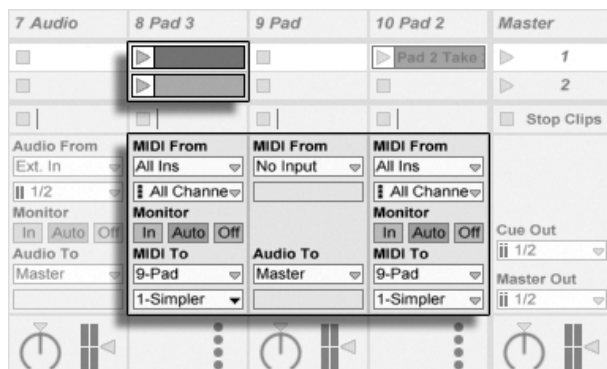 7 Audio 8 Pad 3 9 Pad 10 Pad 2 Master
Pad 2 Take 1
2
Stop Clips
Audio From MIDI From MIDI From MIDI From
Ext. In All Ins No Input All Ins
1/2 All Channe All Channe
Monitor Monitor Monitor
In Auto Off In Auto Off In Auto Off Cue Out
1/2
Audio To MIDI To Audio To MIDI To
Master 9-Pad Master 9-Pad Master Out
1-Simpler 1-Simpler 1/2